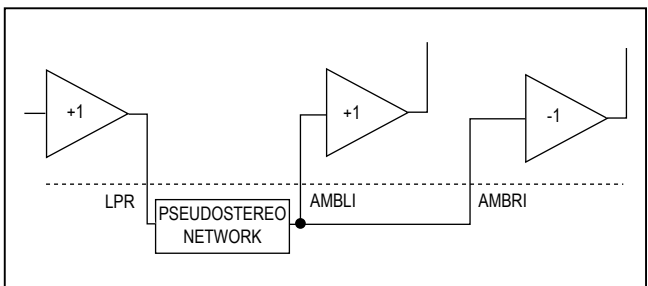 +1
+1
-1
LPR
AMBLI
AMBRI
PSEUDOSTEREO
NETWORK